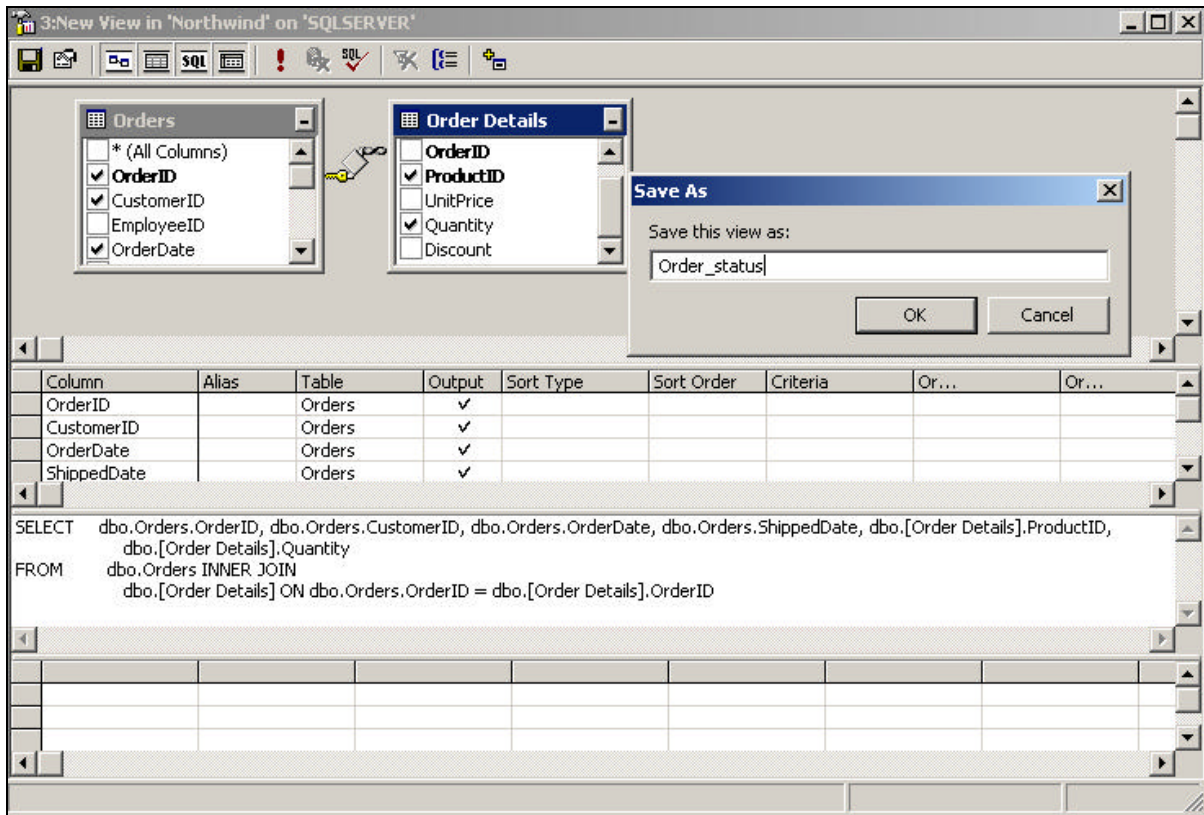 3:New View in 'Northwind' on 'SQLSERVER'
SQL SQL
Orders
* (All Columns)
OrderID
CustomerID
EmployeeID
OrderDate
Order Details
OrderID
ProductID
UnitPrice
Quantity
Discount
Save As
Save this view as:
Order_status
OK Cancel
Column Alias Table Output Sort Type Sort Order Criteria Or... Or...
OrderID Orders
CustomerID Orders
OrderDate Orders
ShippedDate Orders
SELECT dbo.Orders.OrderID, dbo.Orders.CustomerID, dbo.Orders.OrderDate, dbo.Orders.ShippedDate, dbo.[Order Details].ProductID,
dbo.[Order Details].Quantity
FROM dbo.Orders INNER JOIN
dbo.[Order Details] ON dbo.Orders.OrderID = dbo.[Order Details].OrderID